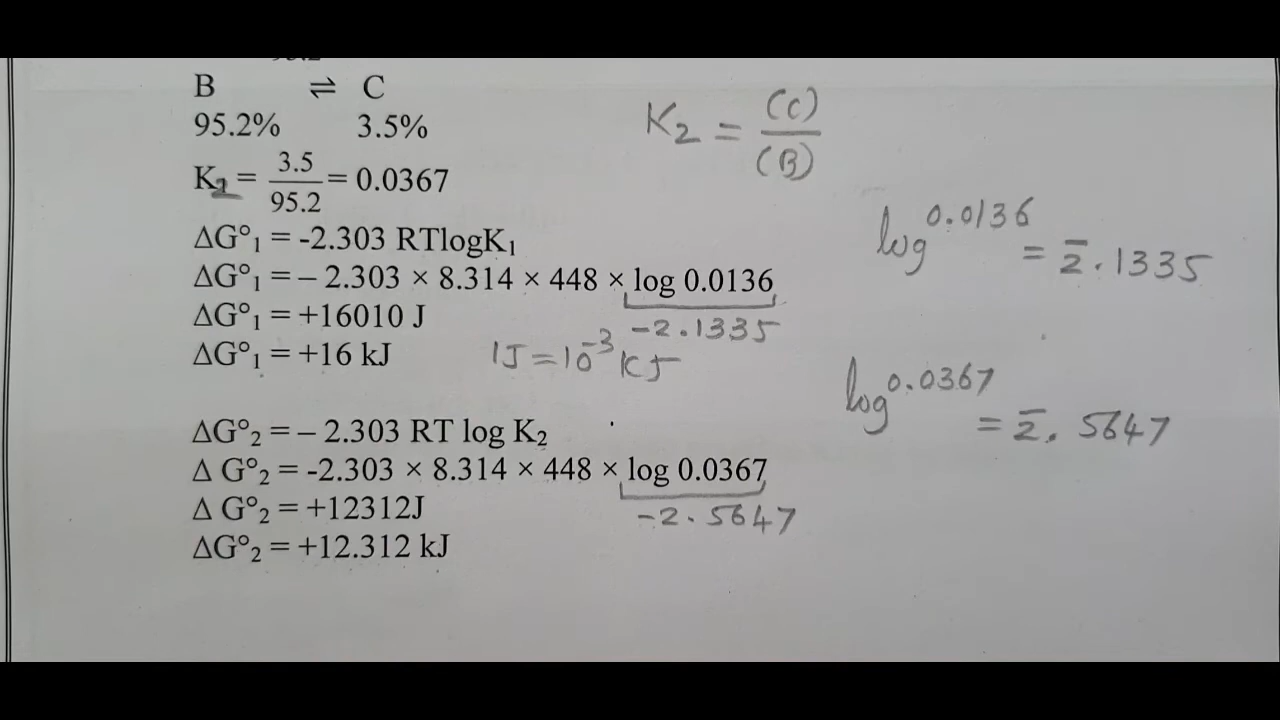 B ⇌ C
95.2% 3.5%
K₂ = 3.5/95.2 = 0.0367
K₂ = (C)/(B)
ΔG°₁ = -2.303 RTlogK₁
log 0.0136 = 2̄.1335
ΔG°₁ = – 2.303 × 8.314 × 448 × log 0.0136
-2.1335
ΔG°₁ = +16010 J
ΔG°₁ = +16 kJ
1J = 10⁻³ KJ
log 0.0367 = 2̄.5647
ΔG°₂ = – 2.303 RT log K₂
Δ G°₂ = -2.303 × 8.314 × 448 × log 0.0367
-2.5647
Δ G°₂ = +12312J
ΔG°₂ = +12.312 kJ